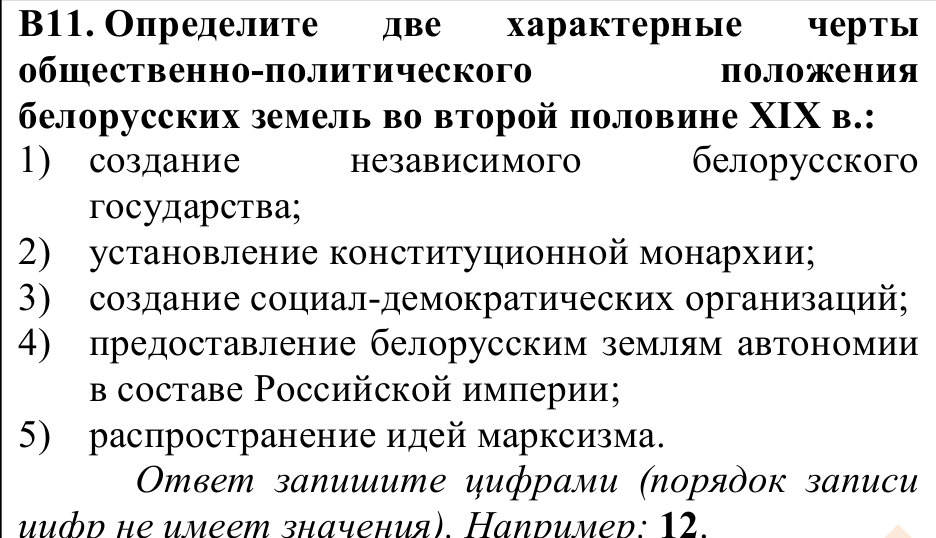 В11. Определите две характерные черты
общественно-политического положения
белорусских земель во второй половине XIX в.:
1) создание независимого белорусского
государства;
2) установление конституционной монархии;
3) создание социал-демократических организаций;
4) предоставление белорусским землям автономии
в составе Российской империи;
5) распространение идей марксизма.
Ответ запишите цифрами (порядок записи
цифр не имеет значения). Например: 12.